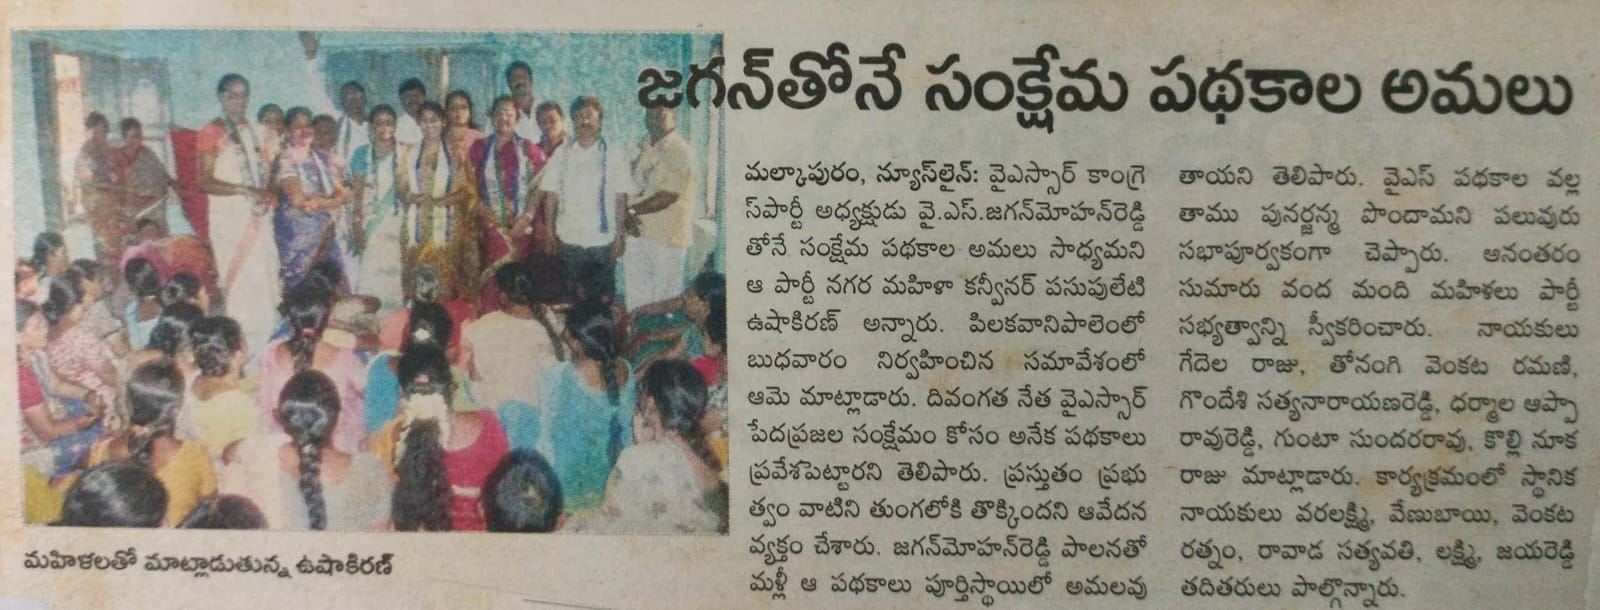 జగన్‌తోనే సంక్షేమ పథకాల అమలు
మల్కాపురం, న్యూస్‌లైన్: వైఎస్సార్ కాంగ్రె
స్‌పార్టీ అధ్యక్షుడు వై.ఎస్.జగన్‌మోహన్‌రెడ్డి
తోనే సంక్షేమ పథకాల అమలు సాధ్యమని
ఆ పార్టీ నగర మహిళా కన్వీనర్ పసుపులేటి
ఉషాకిరణ్ అన్నారు. పిలకవానిపాలెంలో
బుధవారం నిర్వహించిన సమావేశంలో
ఆమె మాట్లాడారు. దివంగత నేత వైఎస్సార్
పేదప్రజల సంక్షేమం కోసం అనేక పథకాలు
ప్రవేశపెట్టారని తెలిపారు. ప్రస్తుతం ప్రభు
త్వం వాటిని తుంగలోకి తొక్కిందని ఆవేదన
వ్యక్తం చేశారు. జగన్‌మోహన్‌రెడ్డి పాలనతో
మళ్లీ ఆ పథకాలు పూర్తిస్థాయిలో అమలవు
తాయని తెలిపారు. వైఎస్ పథకాల వల్ల
తాము పునర్జన్మ పొందామని పలువురు
సభాపూర్వకంగా చెప్పారు. అనంతరం
సుమారు వంద మంది మహిళలు పార్టీ
సభ్యత్వాన్ని స్వీకరించారు. నాయకులు
గేదెల రాజు, తోనంగి వెంకట రమణి,
గొందేశి సత్యనారాయణరెడ్డి, ధర్మాల అప్పా
రావురెడ్డి, గుంటా సుందరరావు, కొల్లి నూక
రాజు మాట్లాడారు. కార్యక్రమంలో స్థానిక
నాయకులు వరలక్ష్మి, వేణుబాయి, వెంకట
రత్నం, రావాడ సత్యవతి, లక్ష్మి, జయరెడ్డి
తదితరులు పాల్గొన్నారు.
మహిళలతో మాట్లాడుతున్న ఉషాకిరణ్